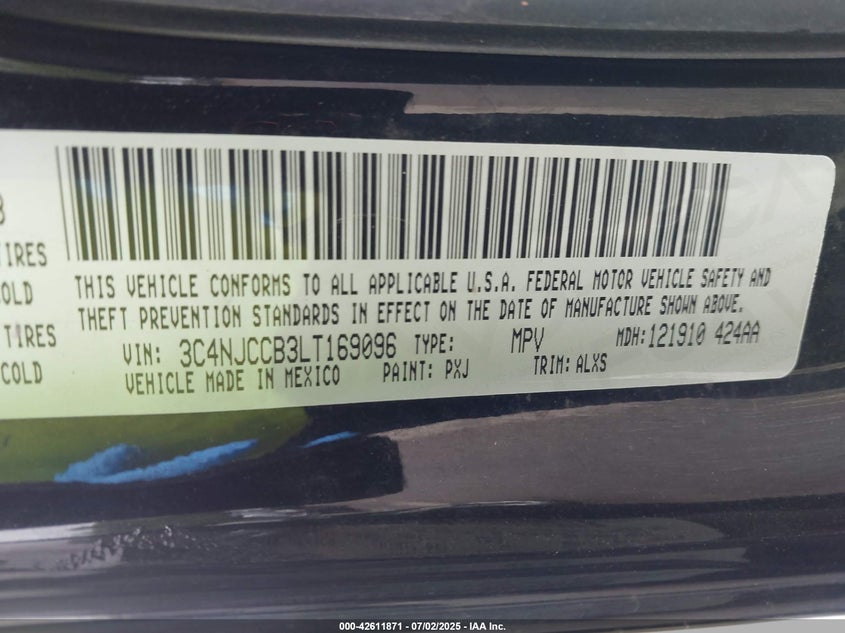 8
TIRES
COLD
TIRES
COLD
THIS VEHICLE CONFORMS TO ALL APPLICABLE U.S.A. FEDERAL MOTOR VEHICLE SAFETY AND
THEFT PREVENTION STANDARDS IN EFFECT ON THE DATE OF MANUFACTURE SHOWN ABOVE.
VIN: 3C4NJCCB3LT169096 TYPE: MPV MDH:121910 424AA
VEHICLE MADE IN MEXICO PAINT: PXJ TRIM: ALXS
000-42611871 | 07/02/2025 - IAA Inc.